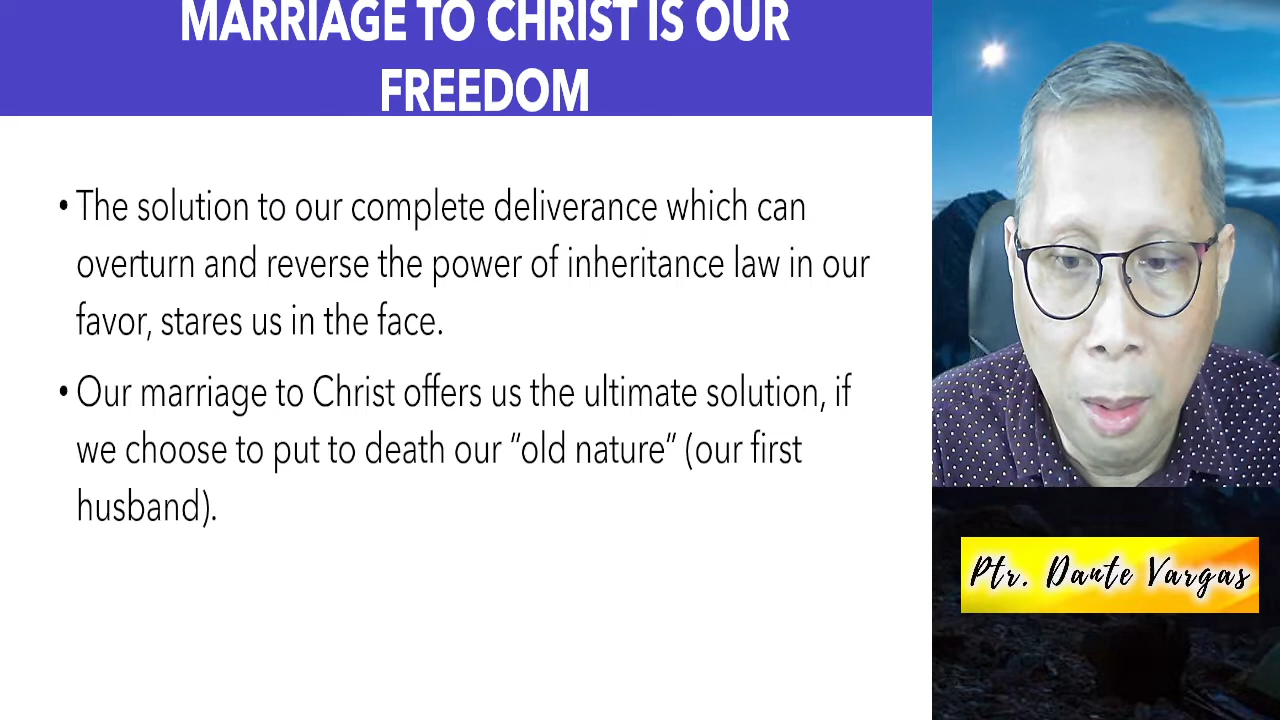 MARRIAGE TO CHRIST IS OUR
FREEDOM
• The solution to our complete deliverance which can
overturn and reverse the power of inheritance law in our
favor, stares us in the face.
• Our marriage to Christ offers us the ultimate solution, if
we choose to put to death our “old nature” (our first
husband).
Ptr. Dante Vargas